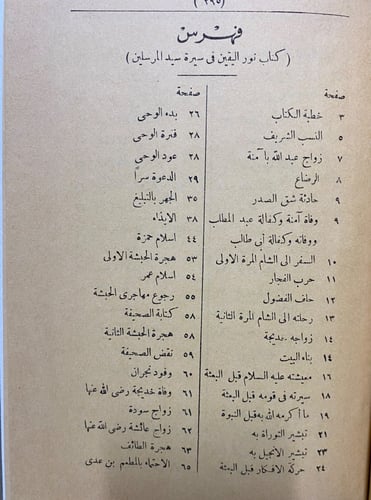 (٢٩٥)
فهرس
(كتاب نور اليقين فى سيرة سيد المرسلين)
صفحة
٣ خطبة الكتاب
٥ النسب الشريف
٧ زواج عبد الله بآمنة
٨ الرضاع
٩ حادثة شق الصدر
٩ وفاة آمنة وكفالة عبد المطلب
ووفاته وكفالة أبي طالب
١٠ السفر الى الشام المرة الاولى
١١ حرب الفجار
١٢ حلف الفضول
١٣ رحلته الى الشام المرة الثانية
١٤ زواجه خديجة
١٤ بناء البيت
١٦ معيشته عليه السلام قبل البعثة
١٧ سيرته فى قومه قبل البعثة
١٩ ما أكرمه الله به قبل النبوة
٢١ تبشير التوراة به
٢٣ تبشير الانجيل به
٢٤ حركة الافكار قبل البعثة
صفحة
٢٦ بدء الوحى
٢٨ فترة الوحى
٢٨ عود الوحى
٢٩ الدعوة سراً
٣٥ الجهر بالتبليغ
٣٨ الايذاء
٤٤ اسلام حمزة
٥٣ هجرة الحبشة الاولى
٥٤ اسلام عمر
٥٥ رجوع مهاجرى الحبشة
٥٨ كتابة الصحيفة
٥٨ هجرة الحبشة الثانية
٥٩ نقض الصحيفة
٦٠ وفود نجران
٦١ وفاة خديجة رضى الله عنها
٦١ زواج سودة
٦٢ زواج عائشة رضى الله عنها
٦٣ هجرة الطائف
٦٥ الاحتماء بالمطعم بن عدى